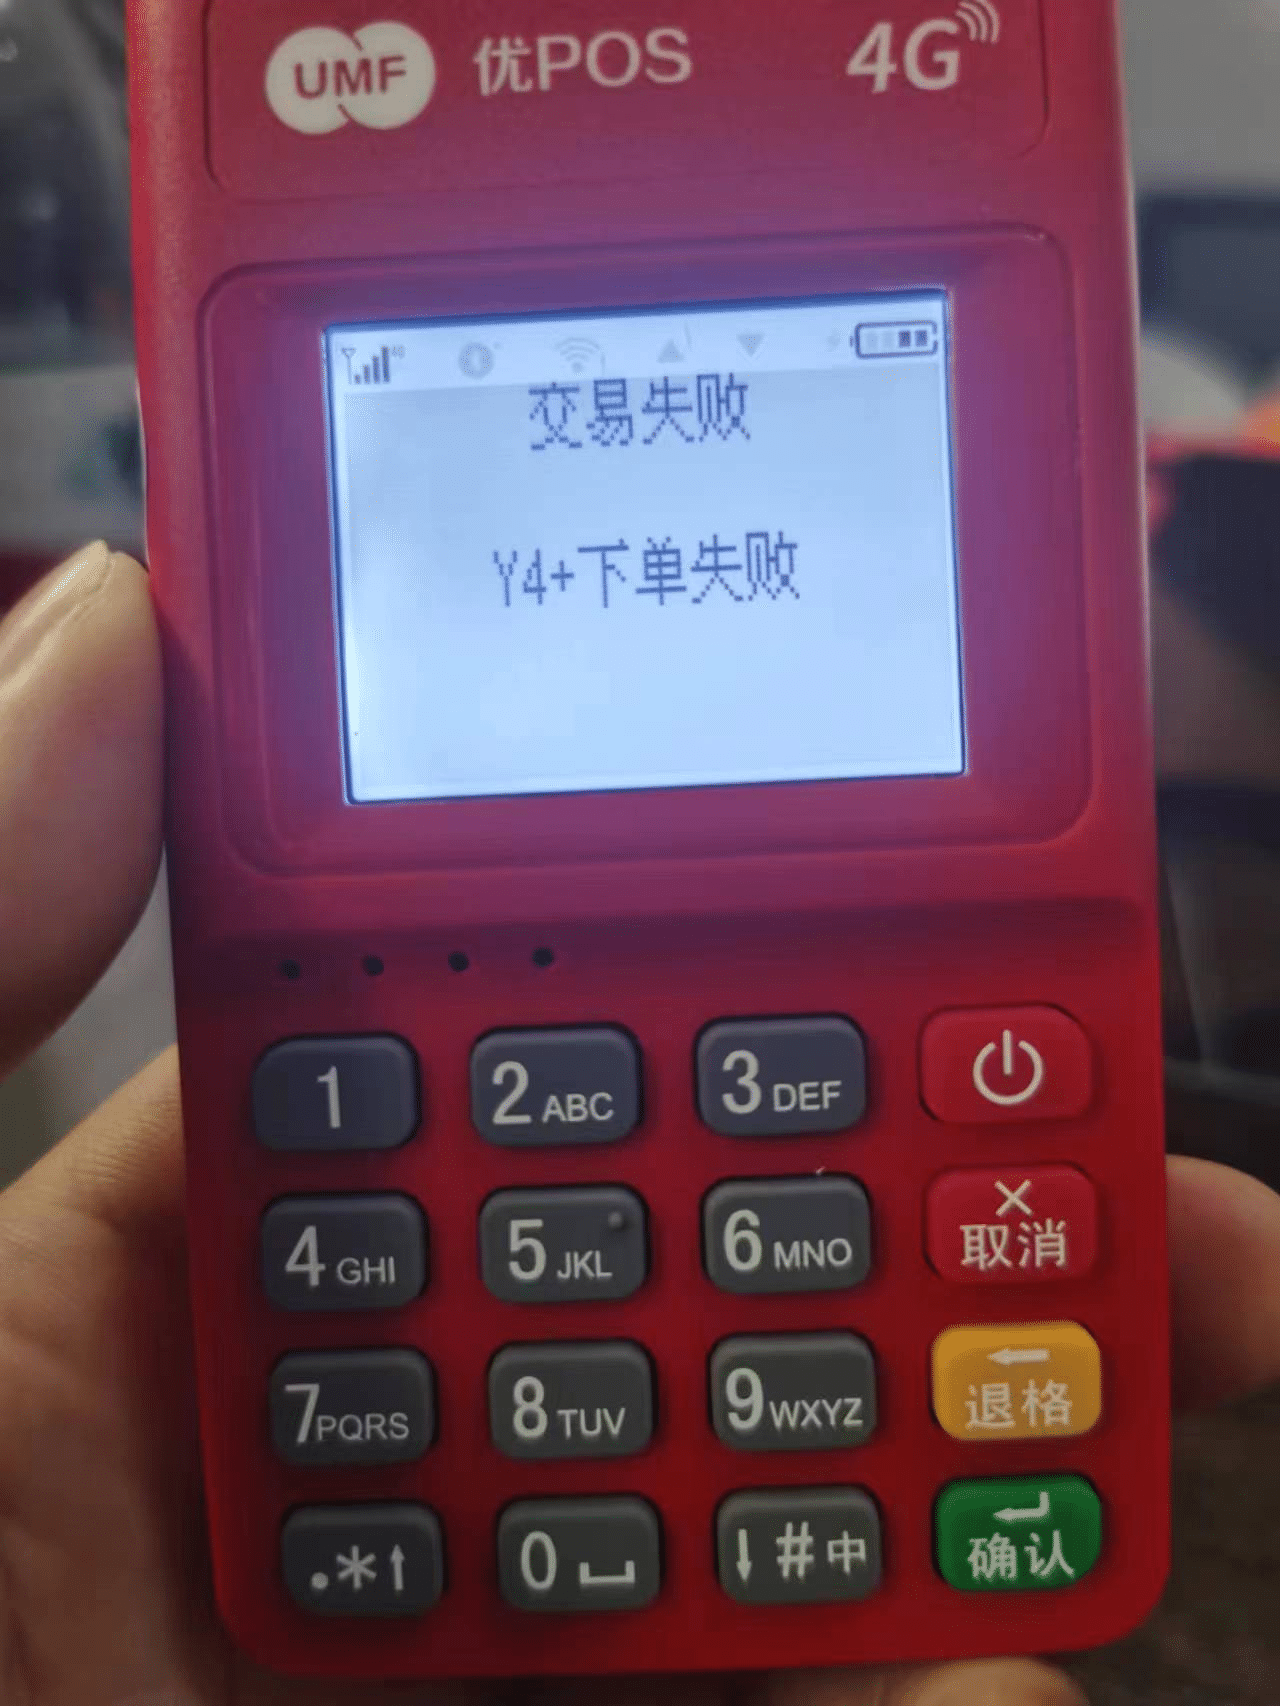 UMF 优POS 4G
4G
交易失败
Y4+下单失败
1 2 ABC 3 DEF
4 GHI 5 JKL 6 MNO × 取消
7 PQRS 8 TUV 9 WXYZ ← 退格
.*↑ 0 ↓ # 中 确认